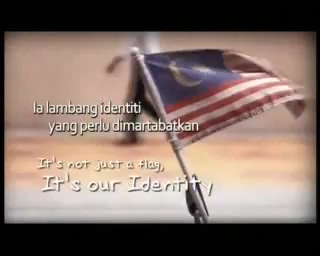 Ia lambang identiti
yang perlu dimartabatkan
It's not just a flag,
It's our Identity